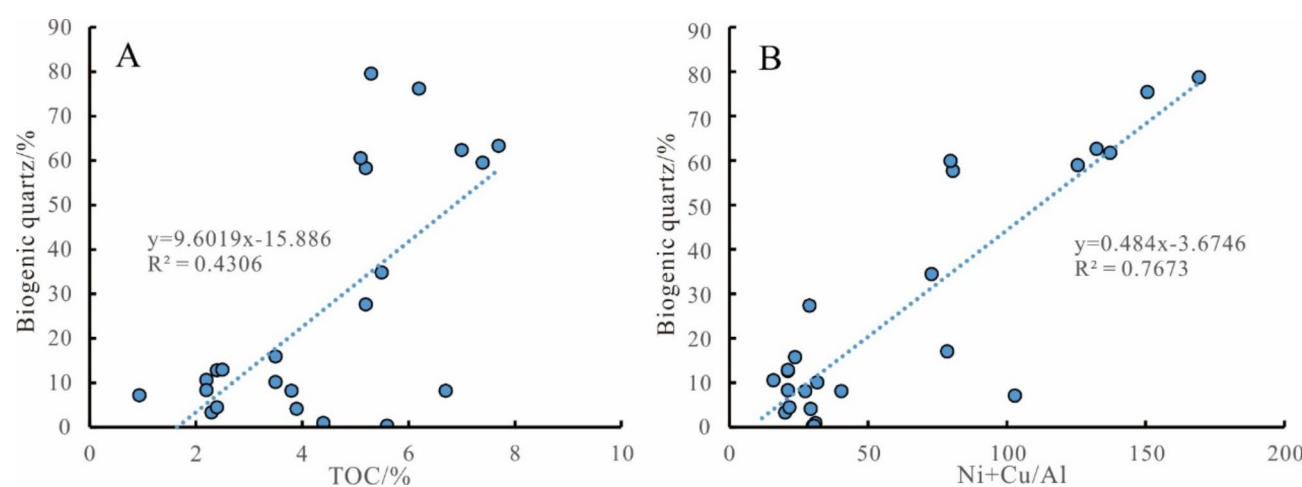 A
90
80
70
60
50
40
30
20
10
0
Biogenic quartz/%
y=9.6019x-15.886
R² = 0.4306
0 2 4 6 8 10
TOC/%
B
90
80
70
60
50
40
30
20
10
0
Biogenic quartz/%
y=0.484x-3.6746
R² = 0.7673
0 50 100 150 200
Ni+Cu/Al